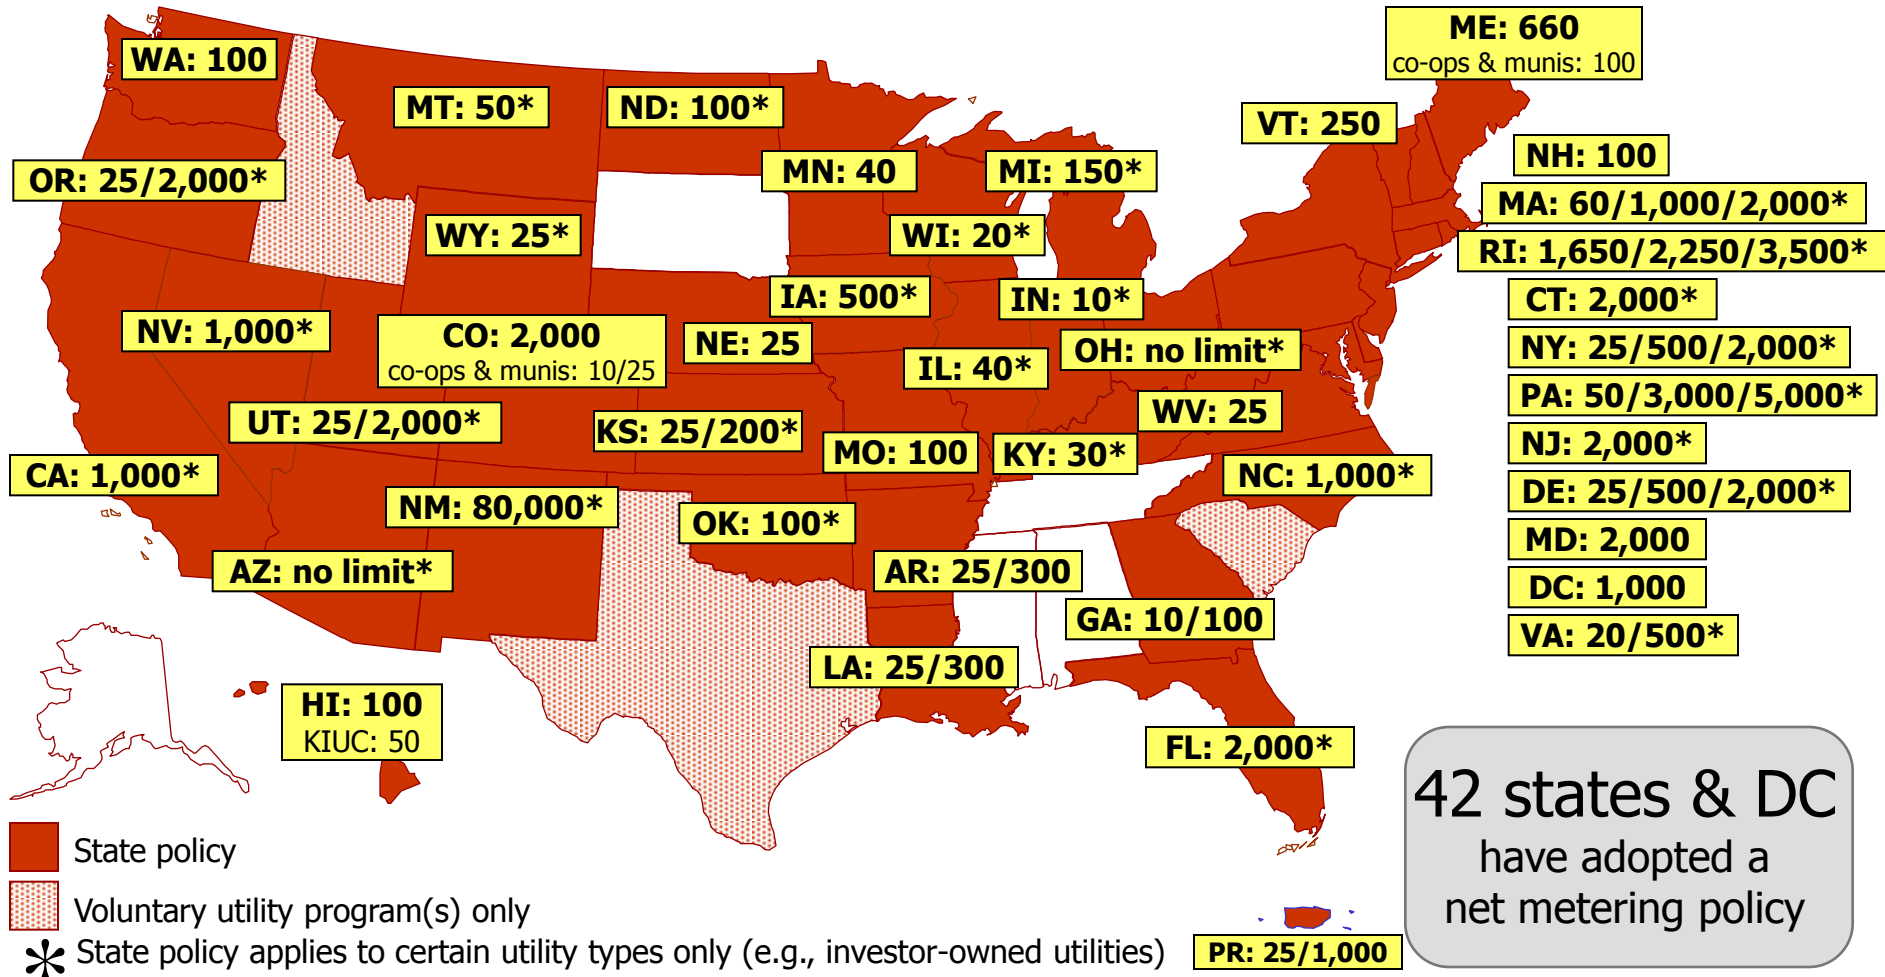 WA: 100
MT: 50*
ND: 100*
ME: 660
co-ops & munis: 100
VT: 250
OR: 25/2,000*
MN: 40
MI: 150*
NH: 100
MA: 60/1,000/2,000*
WY: 25*
WI: 20*
RI: 1,650/2,250/3,500*
IA: 500*
IN: 10*
CT: 2,000*
NV: 1,000*
CO: 2,000
co-ops & munis: 10/25
NE: 25
IL: 40*
OH: no limit*
NY: 25/500/2,000*
PA: 50/3,000/5,000*
UT: 25/2,000*
KS: 25/200*
WV: 25
MO: 100
KY: 30*
NJ: 2,000*
CA: 1,000*
NC: 1,000*
DE: 25/500/2,000*
NM: 80,000*
OK: 100*
MD: 2,000
AZ: no limit*
AR: 25/300
DC: 1,000
GA: 10/100
VA: 20/500*
LA: 25/300
HI: 100
KIUC: 50
FL: 2,000*
42 states & DC
have adopted a
net metering policy
State policy
Voluntary utility program(s) only
* State policy applies to certain utility types only (e.g., investor-owned utilities)
PR: 25/1,000